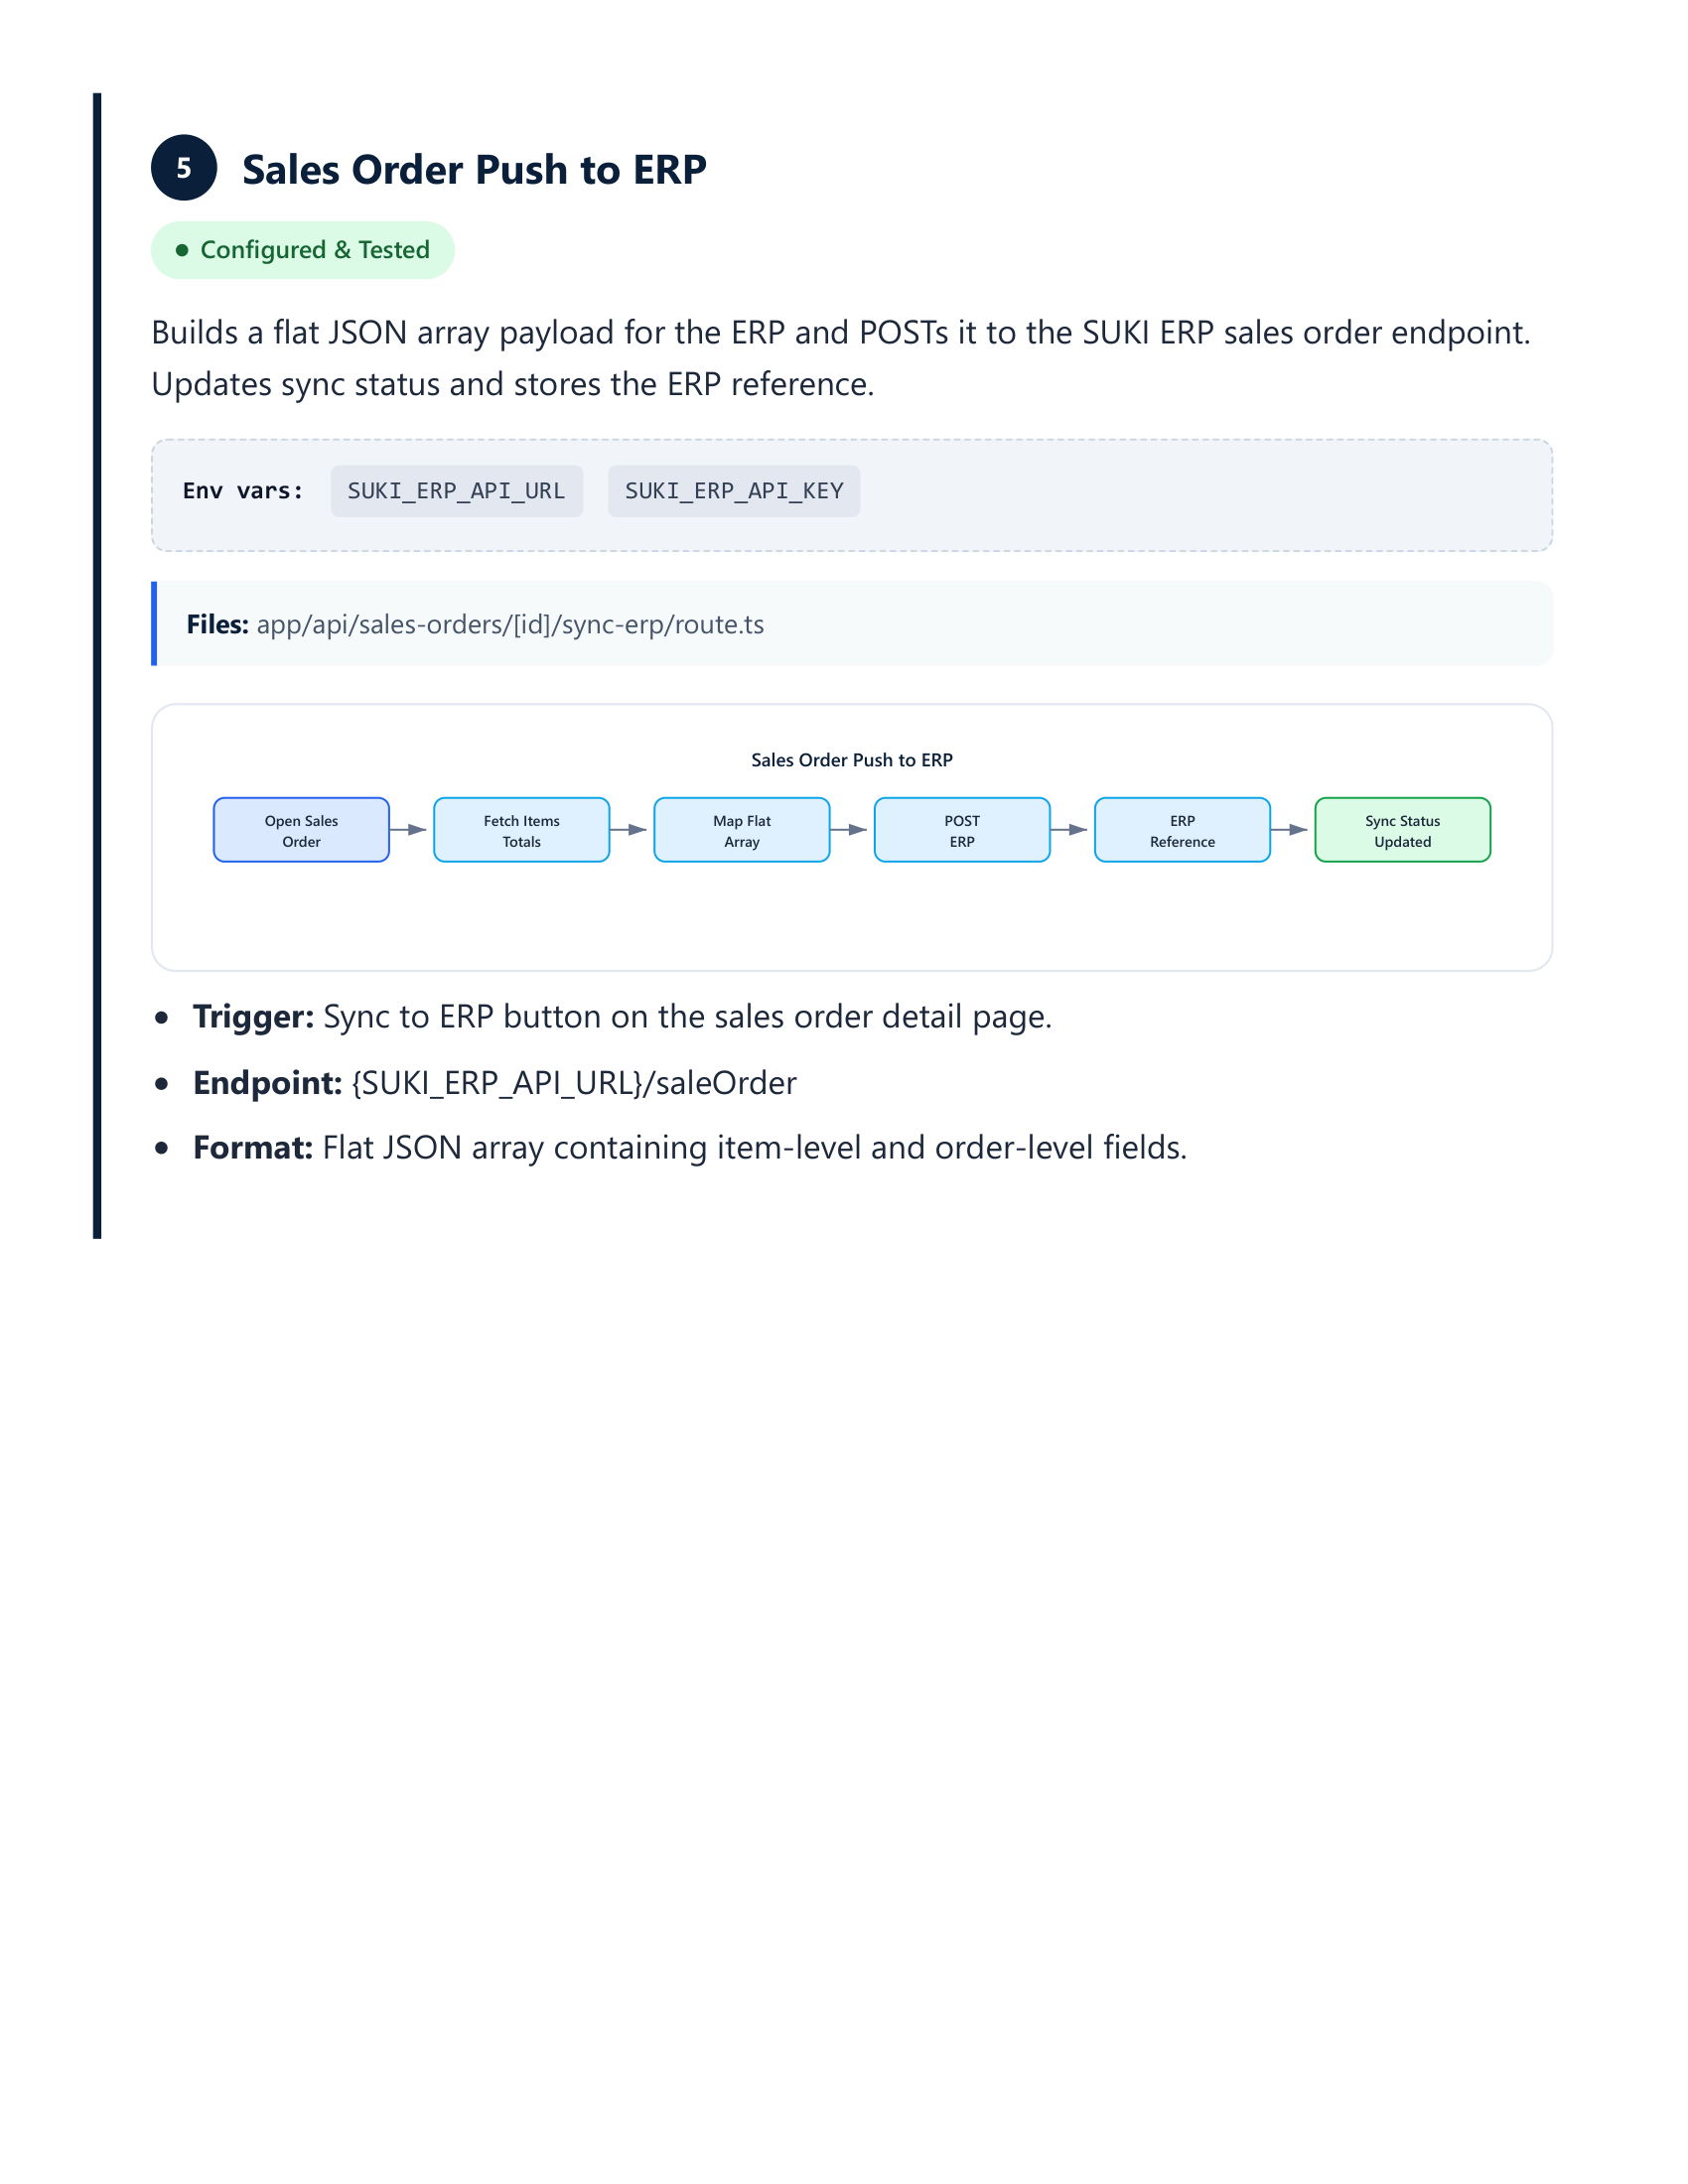 5 Sales Order Push to ERP
● Configured & Tested
Builds a flat JSON array payload for the ERP and POSTs it to the SUKI ERP sales order endpoint.
Updates sync status and stores the ERP reference.
Env vars: SUKI_ERP_API_URL SUKI_ERP_API_KEY
Files: app/api/sales-orders/[id]/sync-erp/route.ts
Sales Order Push to ERP
Open Sales
Order
Fetch Items
Totals
Map Flat
Array
POST
ERP
ERP
Reference
Sync Status
Updated
● Trigger: Sync to ERP button on the sales order detail page.
● Endpoint: {SUKI_ERP_API_URL}/saleOrder
● Format: Flat JSON array containing item-level and order-level fields.